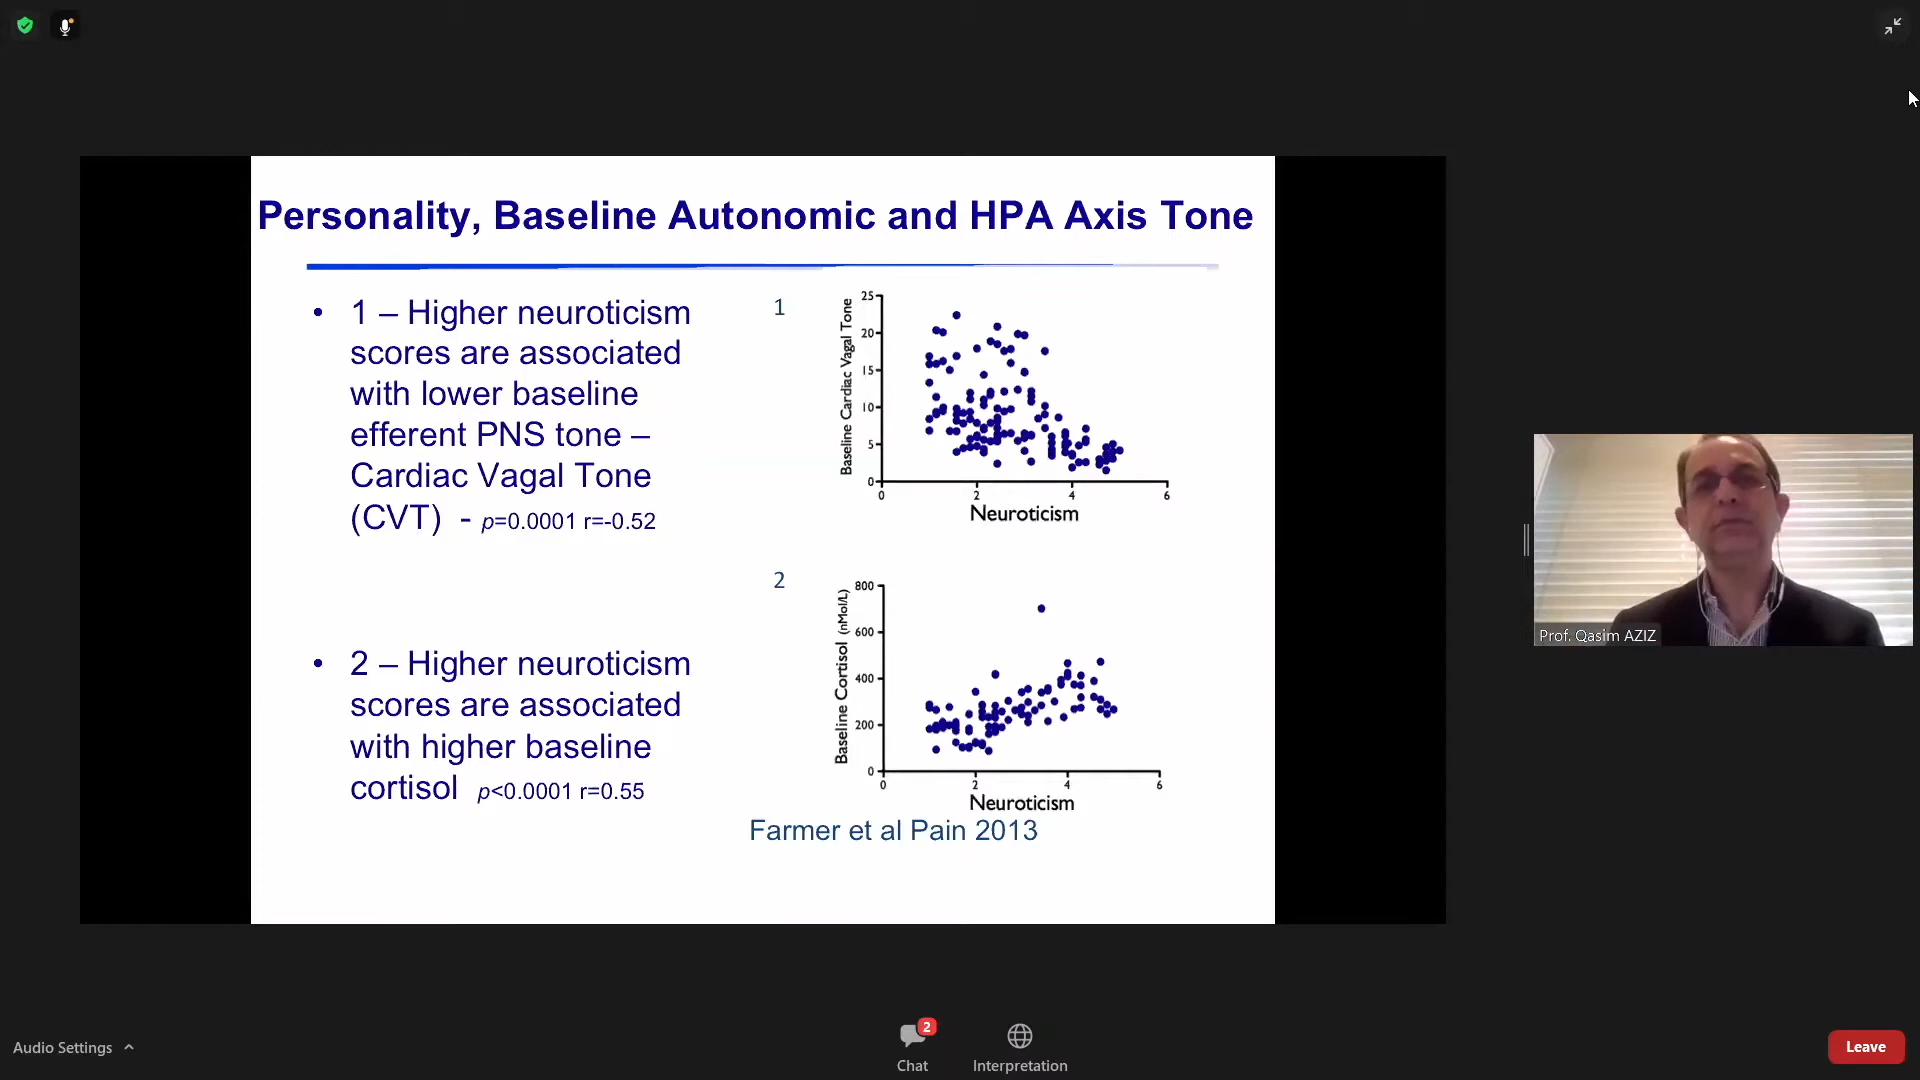 Personality, Baseline Autonomic and HPA Axis Tone
• 1 – Higher neuroticism
scores are associated
with lower baseline
efferent PNS tone –
Cardiac Vagal Tone
(CVT) - p=0.0001 r=-0.52
• 2 – Higher neuroticism
scores are associated
with higher baseline
cortisol p<0.0001 r=0.55
1
Baseline Cardiac Vagal Tone
25
20
15
10
5
0
0 2 4 6
Neuroticism
2
Baseline Cortisol (nMol/L)
800
600
400
200
0
0 2 4 6
Neuroticism
Farmer et al Pain 2013
Prof. Qasim AZIZ
Audio Settings
2
Chat
Interpretation
Leave